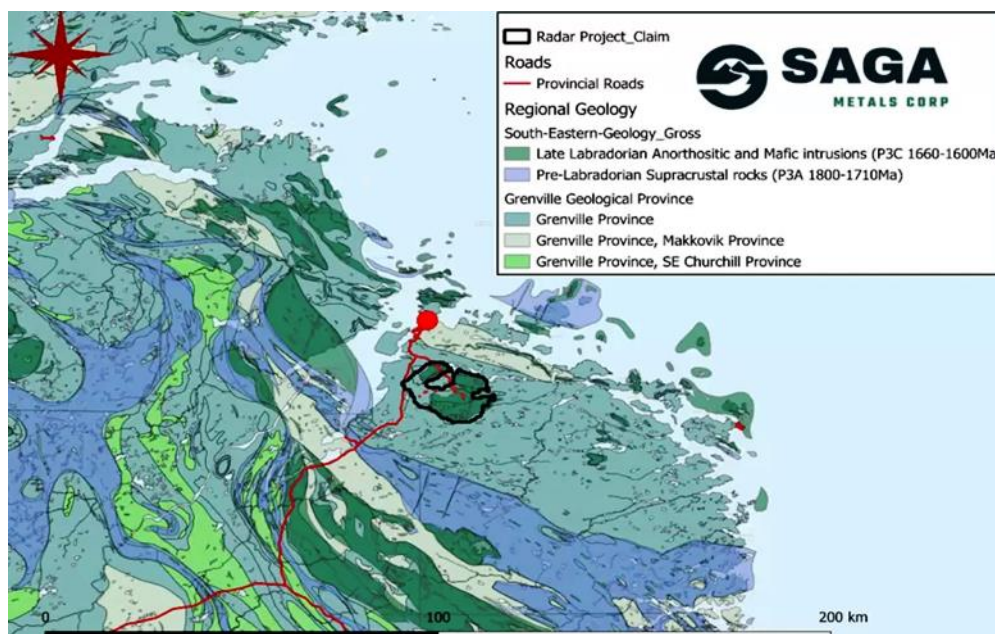 Radar Project_Claim
Roads
Provincial Roads
Regional Geology
South-Eastern-Geology_Gross
Late Labradorian Anorthositic and Mafic intrusions (P3C 1660-1600Ma
Pre-Labradorian Supracrustal rocks (P3A 1800-1710Ma)
Grenville Geological Province
Grenville Province
Grenville Province, Makkovik Province
Grenville Province, SE Churchill Province
SAGA
METALS CORP
0
100
200 km